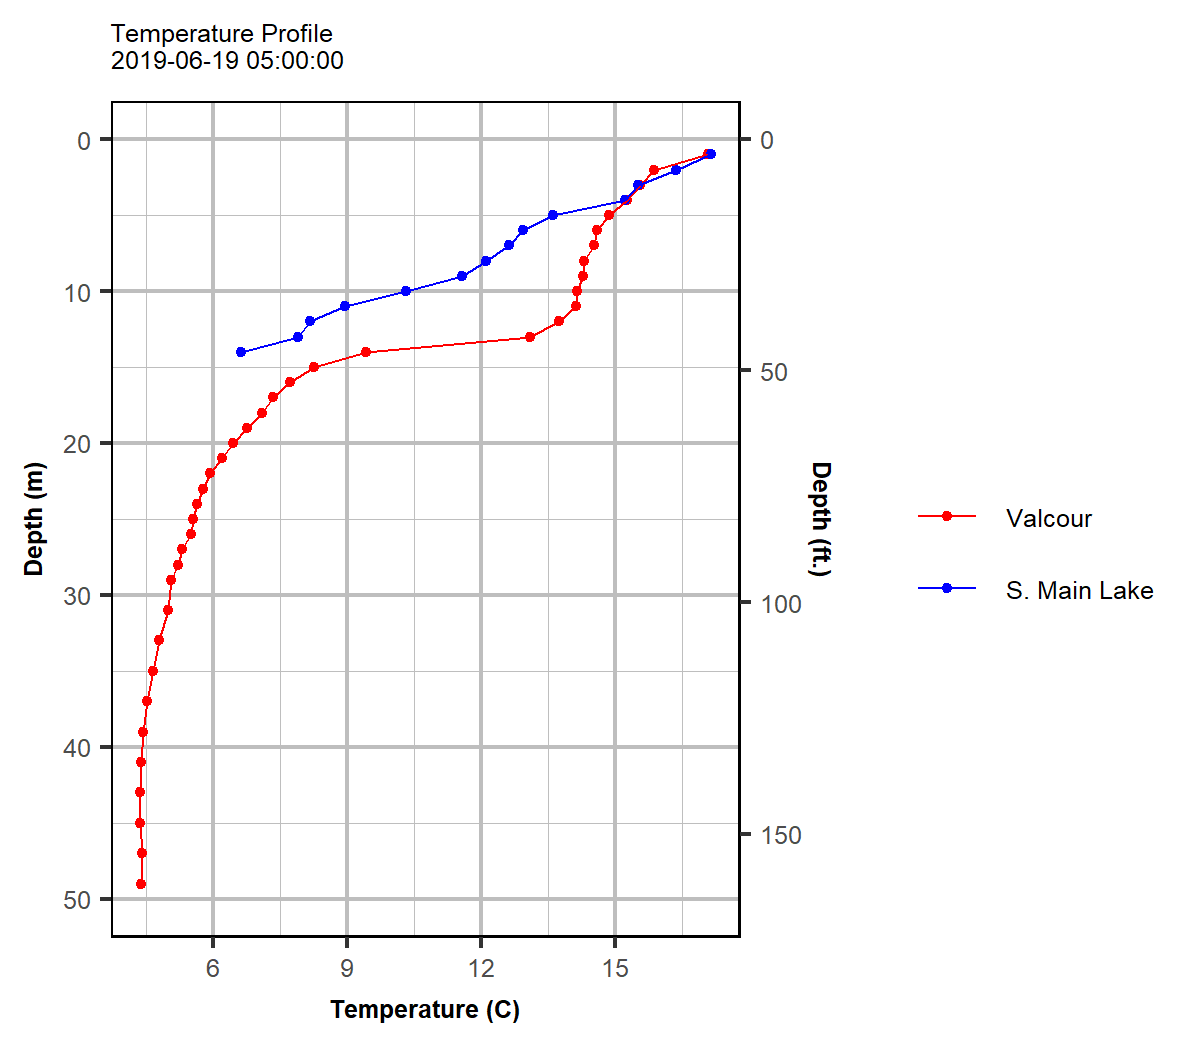 Temperature Profile
2019-06-19 05:00:00
0
10
20
30
40
50
Depth (m)
6
9
12
15
Temperature (C)
0
50
100
150
Depth (ft.)
Valcour
S. Main Lake